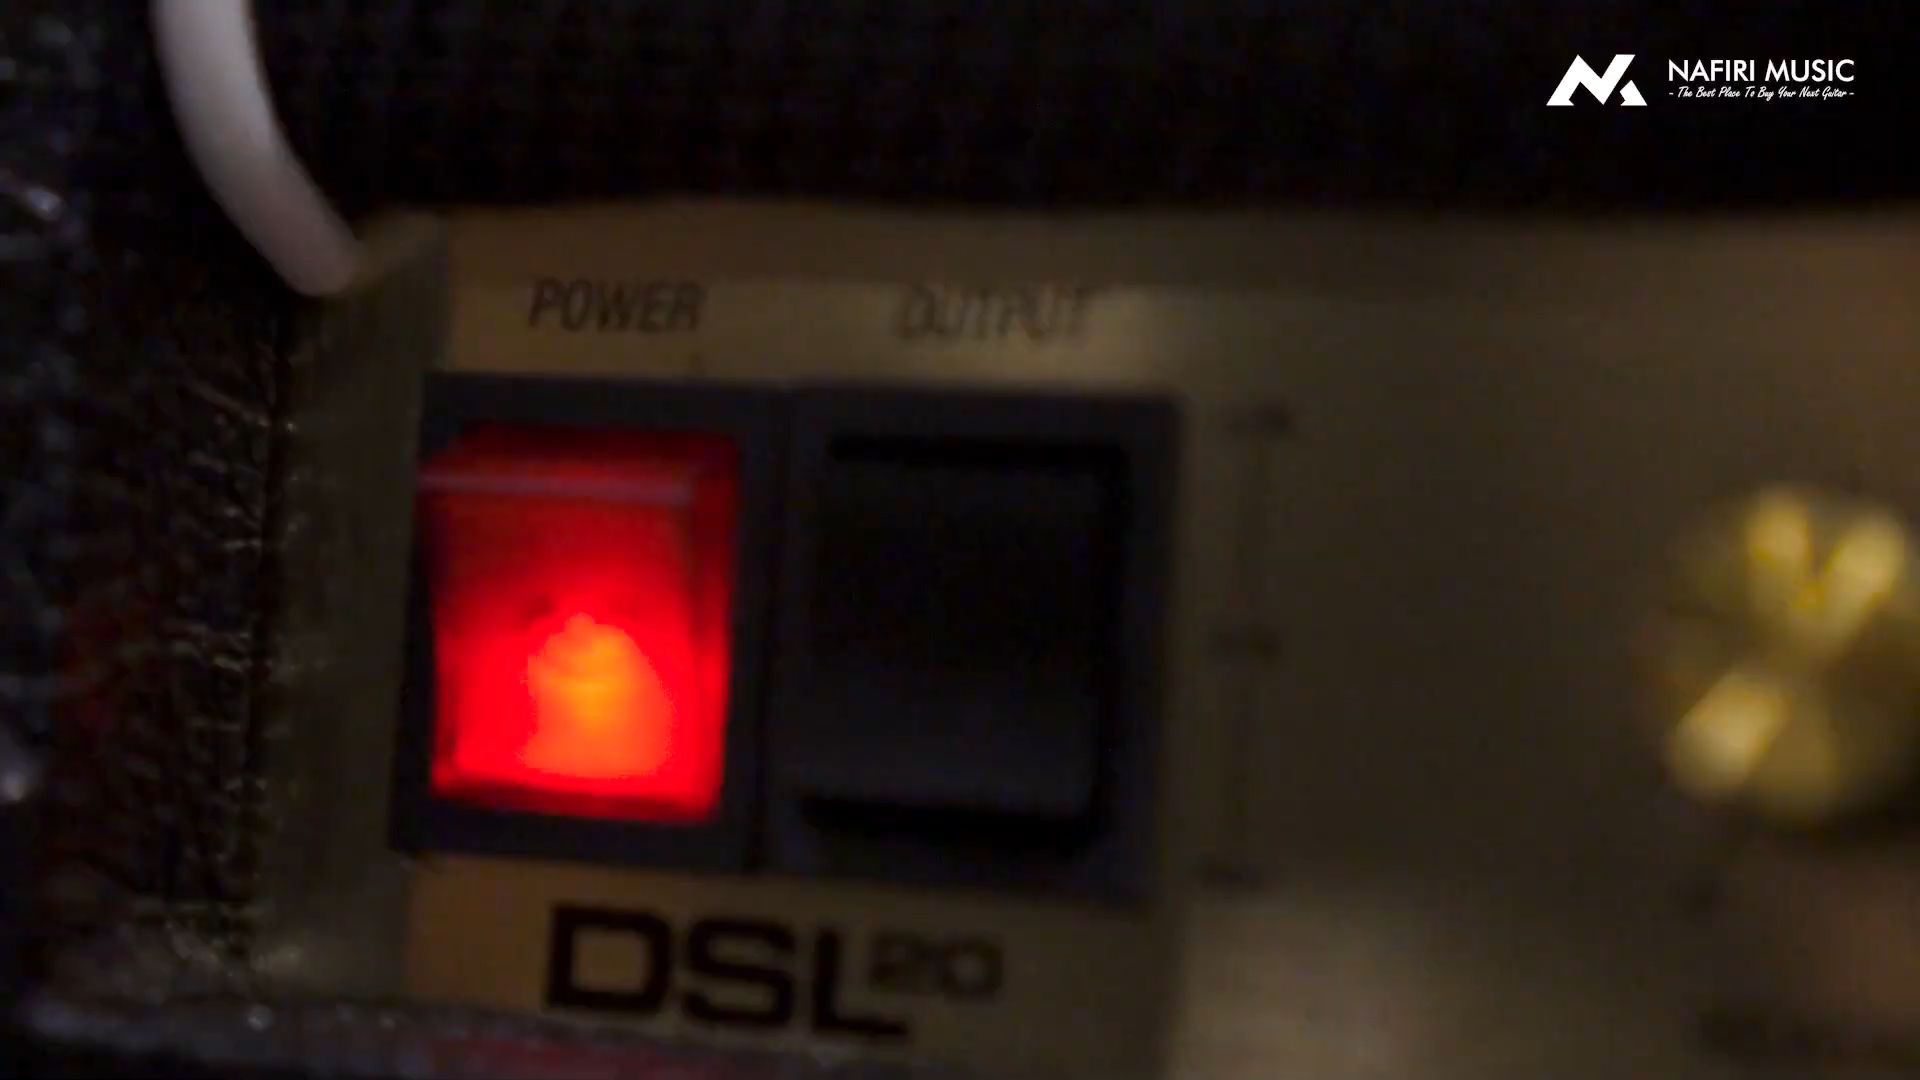 NAFIRI MUSIC
- The Best Place To Buy Your Next Guitar -
POWER OUTPUT
DSL20